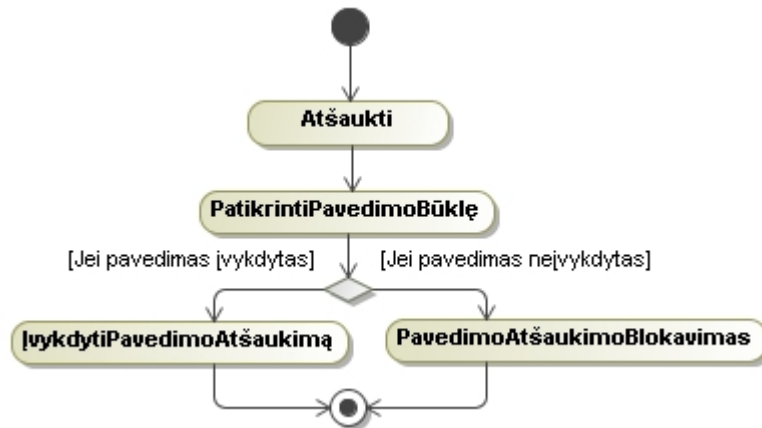 Atšaukti
PatikrintiPavedimoBūklę
[Jei pavedimas įvykdytas]
[Jei pavedimas neįvykdytas]
ĮvykdytiPavedimoAtšaukimą
PavedimoAtšaukimoBlokavimas